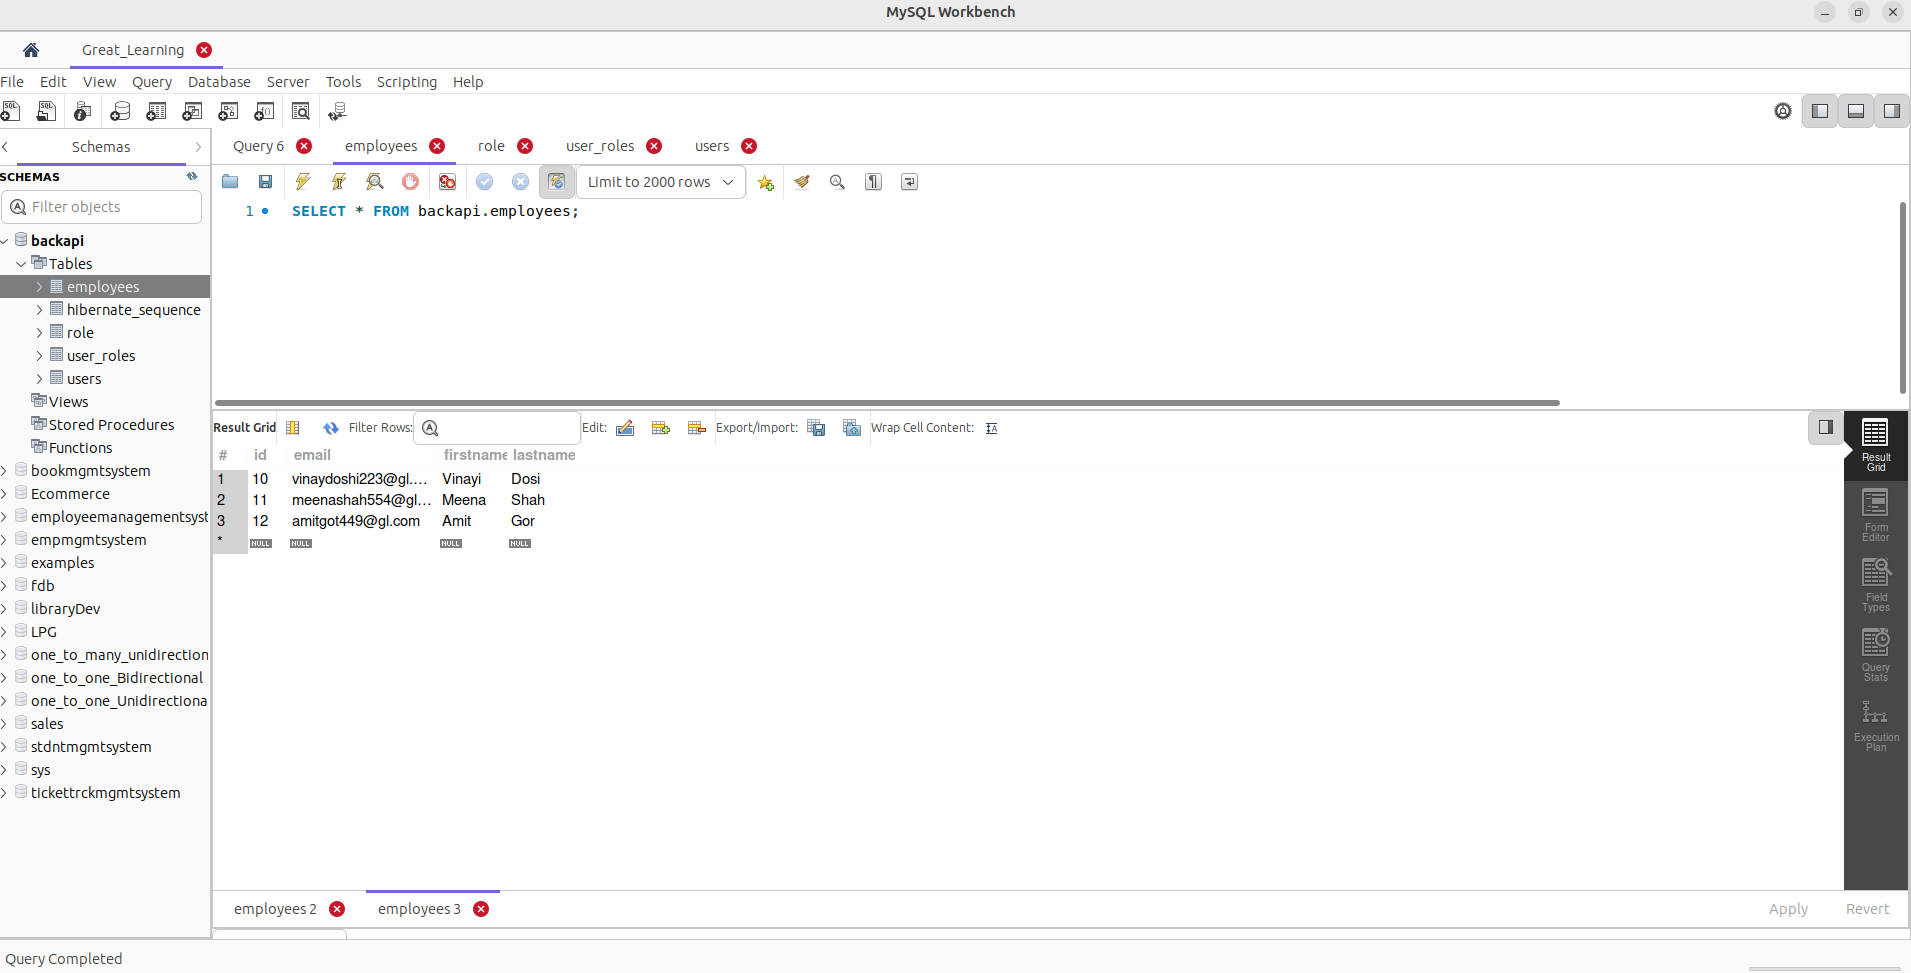 MySQL Workbench
Great_Learning
File Edit View Query Database Server Tools Scripting Help
Schemas
SCHEMAS
Filter objects
backapi
Tables
employees
hibernate_sequence
role
user_roles
users
Views
Stored Procedures
Functions
bookmgmtsystem
Ecommerce
employeemanagementsyst
empmgmtsystem
examples
fdb
libraryDev
LPG
one_to_many_unidirection
one_to_one_Bidirectional
one_to_one_Unidirectiona
sales
stdntmgmtsystem
sys
tickettrckmgmtsystem
Query 6 employees role user_roles users
Limit to 2000 rows
1 SELECT * FROM backapi.employees;
Result Grid Filter Rows: Edit: Export/Import: Wrap Cell Content:
# id email firstname lastname
1 10 vinaydoshi223@gl.... Vinayi Dosi
2 11 meenashah554@gl... Meena Shah
3 12 amitgot449@gl.com Amit Gor
* NULL NULL NULL NULL
Result
Grid
Form
Editor
Field
Types
Query
Stats
Execution
Plan
employees 2 employees 3 Apply Revert
Query Completed